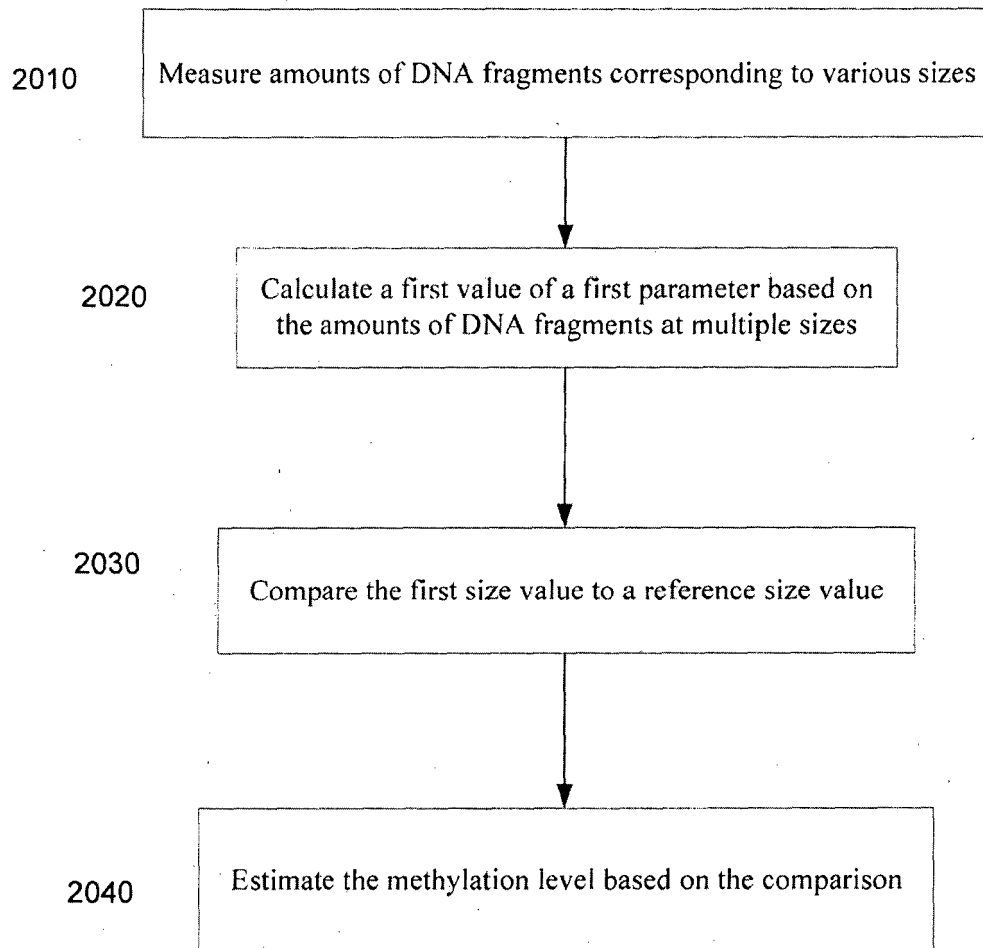 2010
Measure amounts of DNA fragments corresponding to various sizes
2020
Calculate a first value of a first parameter based on
the amounts of DNA fragments at multiple sizes
2030
Compare the first size value to a reference size value
2040
Estimate the methylation level based on the comparison